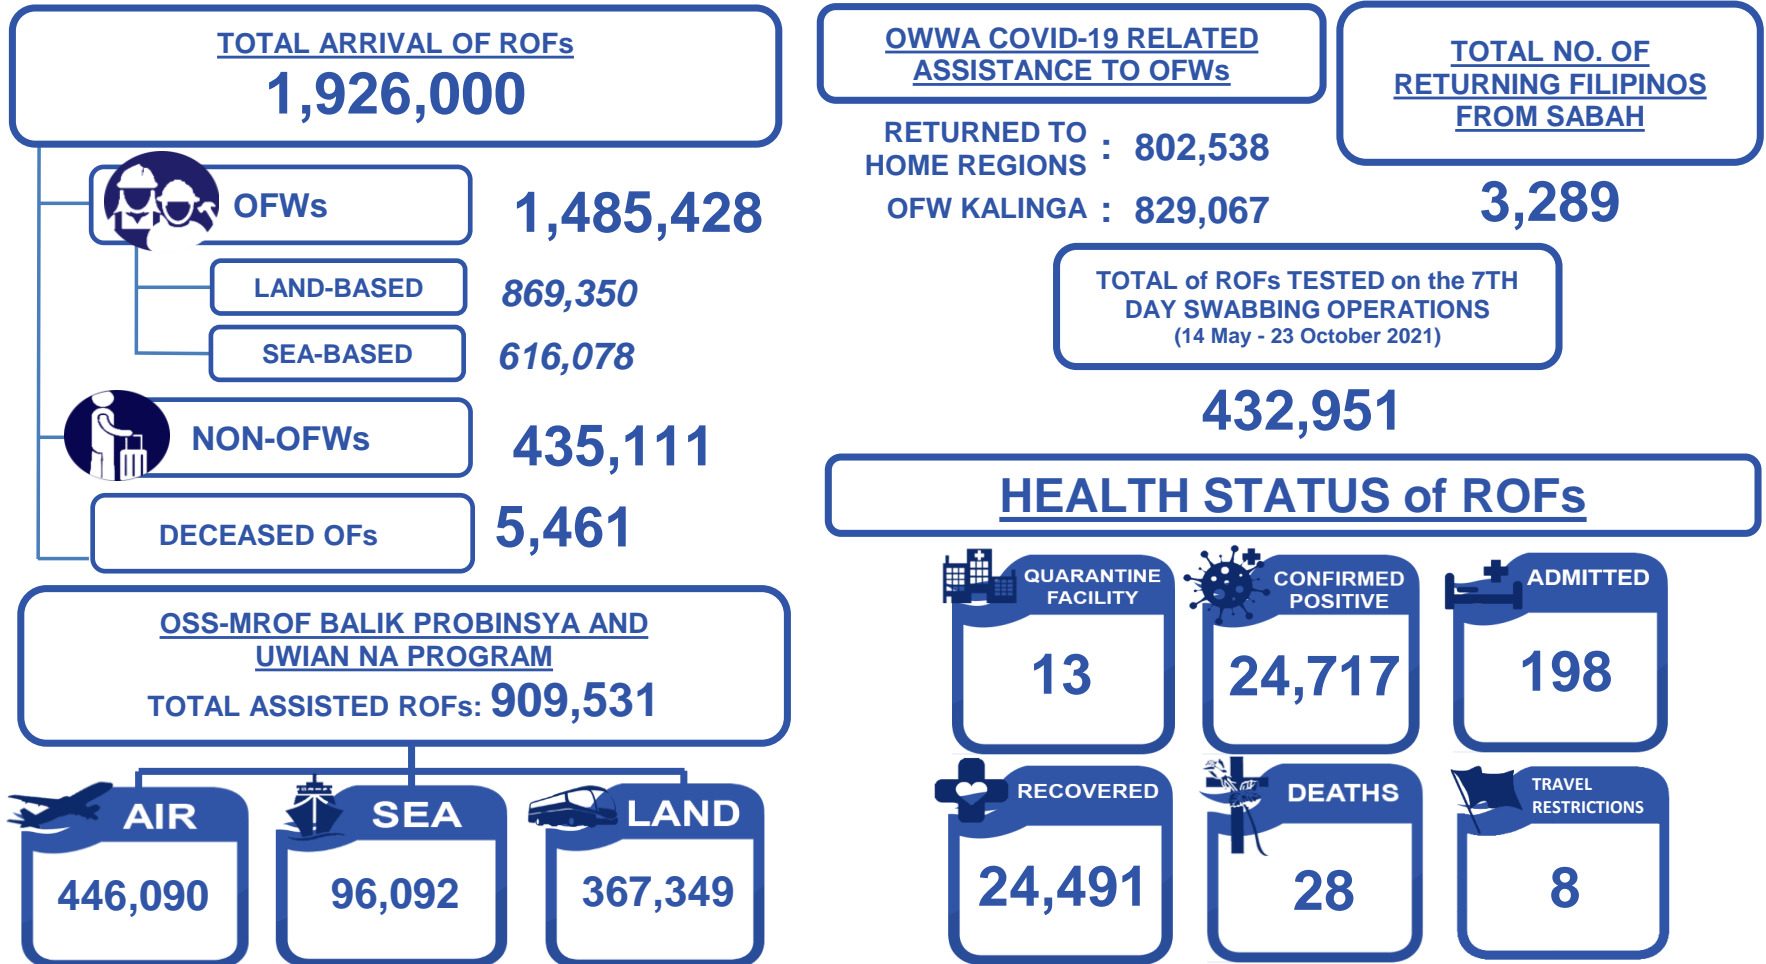 TOTAL ARRIVAL OF ROFs
1,926,000
OFWs
1,485,428
LAND-BASED
869,350
SEA-BASED
616,078
NON-OFWs
435,111
DECEASED OFs
5,461
OSS-MROF BALIK PROBINSYA AND
UWIAN NA PROGRAM
TOTAL ASSISTED ROFs: 909,531
AIR
446,090
SEA
96,092
LAND
367,349
OWWA COVID-19 RELATED
ASSISTANCE TO OFWs
RETURNED TO
HOME REGIONS : 802,538
OFW KALINGA : 829,067
TOTAL NO. OF
RETURNING FILIPINOS
FROM SABAH
3,289
TOTAL of ROFs TESTED on the 7TH
DAY SWABBING OPERATIONS
(14 May - 23 October 2021)
432,951
HEALTH STATUS of ROFs
QUARANTINE
FACILITY
13
CONFIRMED
POSITIVE
24,717
ADMITTED
198
RECOVERED
24,491
DEATHS
28
TRAVEL
RESTRICTIONS
8